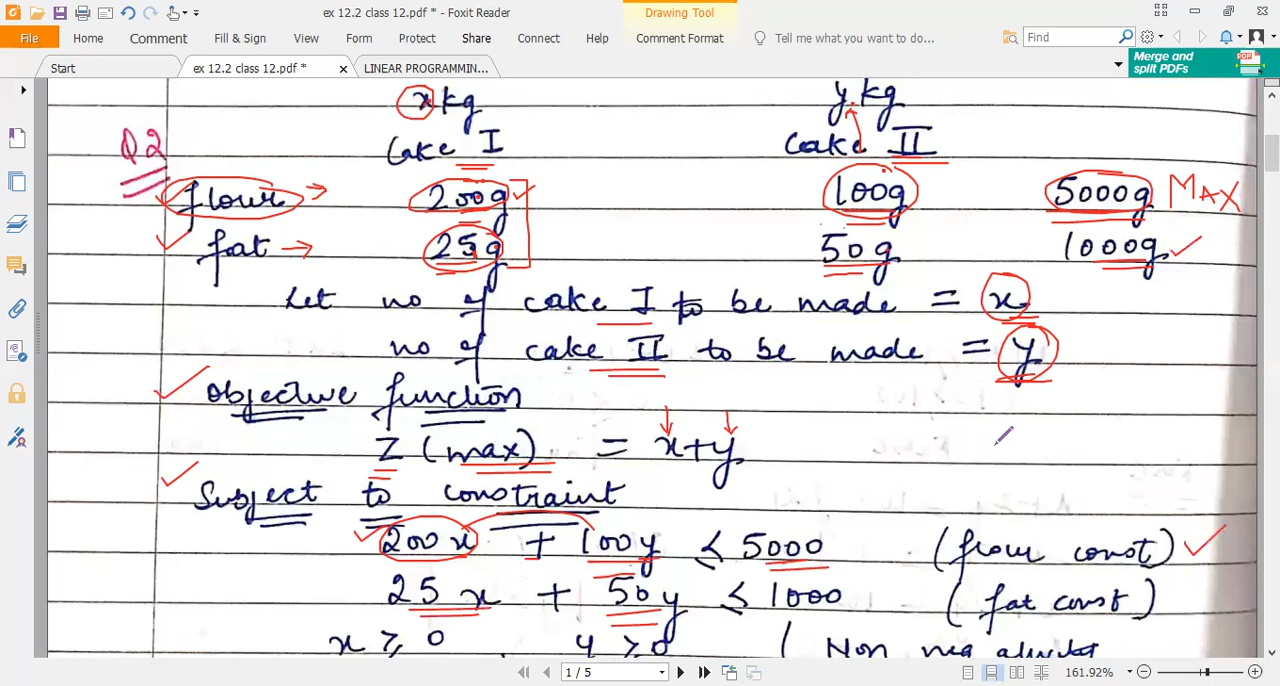 ex 12.2 class 12.pdf * - Foxit Reader
Drawing Tool
File Home Comment Fill & Sign View Form Protect Share Connect Help Comment Format Tell me what you want to do... Find
Start ex 12.2 class 12.pdf * LINEAR PROGRAMMIN...
Merge and split PDFs
x kg y kg
Q2 Cake I Cake II
flour → 200g 100g 5000g MAX
fat → 25g 50g 1000g
Let no of cake I to be made = x
no of cake II to be made = y
Objective function
Z (max) = x+y
Subject to constraint
200x + 100y ≤ 5000 (flour const)
25x + 50y ≤ 1000 (fat const)
x ≥ 0 y ≥ 0 ( Non neg
1 / 5 161.92%